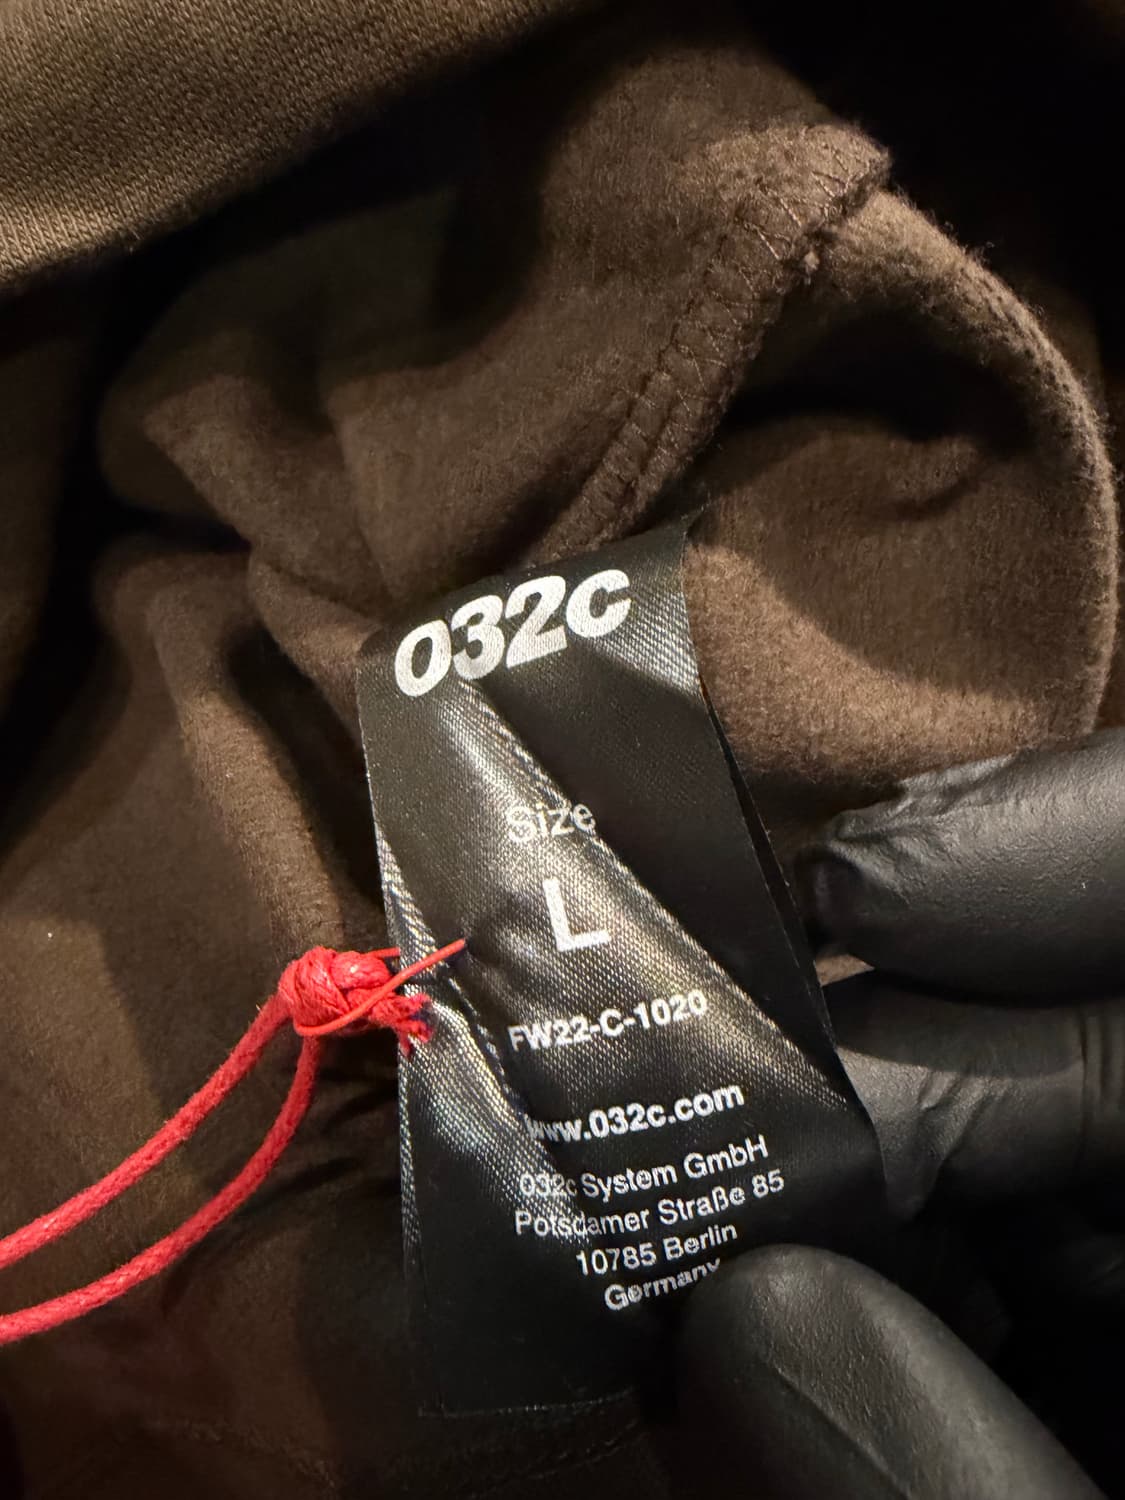 032c
Size
L
FW22-C-1020
www.032c.com
032c System GmbH
Potsdamer Straße 85
10785 Berlin
Germany